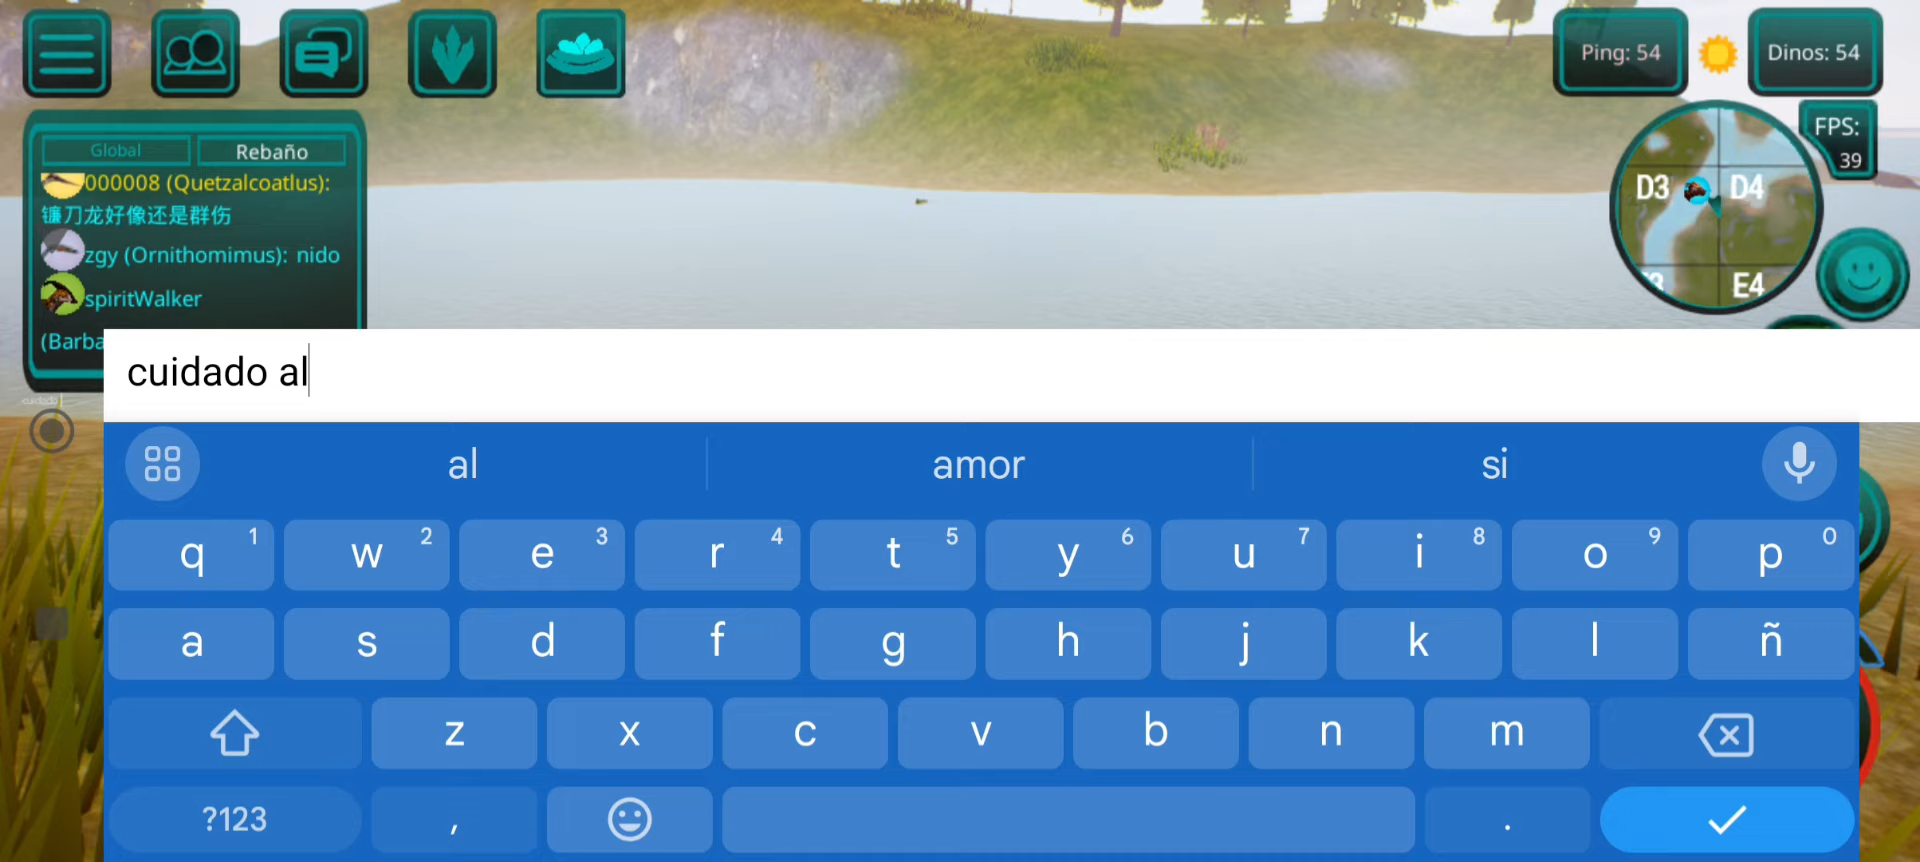 Ping: 54
Dinos: 54
FPS:
39
Global
Rebaño
000008 (Quetzalcoatlus):
镰刀龙好像还是群伤
zgy (Ornithomimus): nido
spiritWalker
(Barba
D3
D4
E4
cuidado al
cuidado
al
amor
si
q 1
w 2
e 3
r 4
t 5
y 6
u 7
i 8
o 9
p 0
a
s
d
f
g
h
j
k
l
ñ
z
x
c
v
b
n
m
?123
,
.